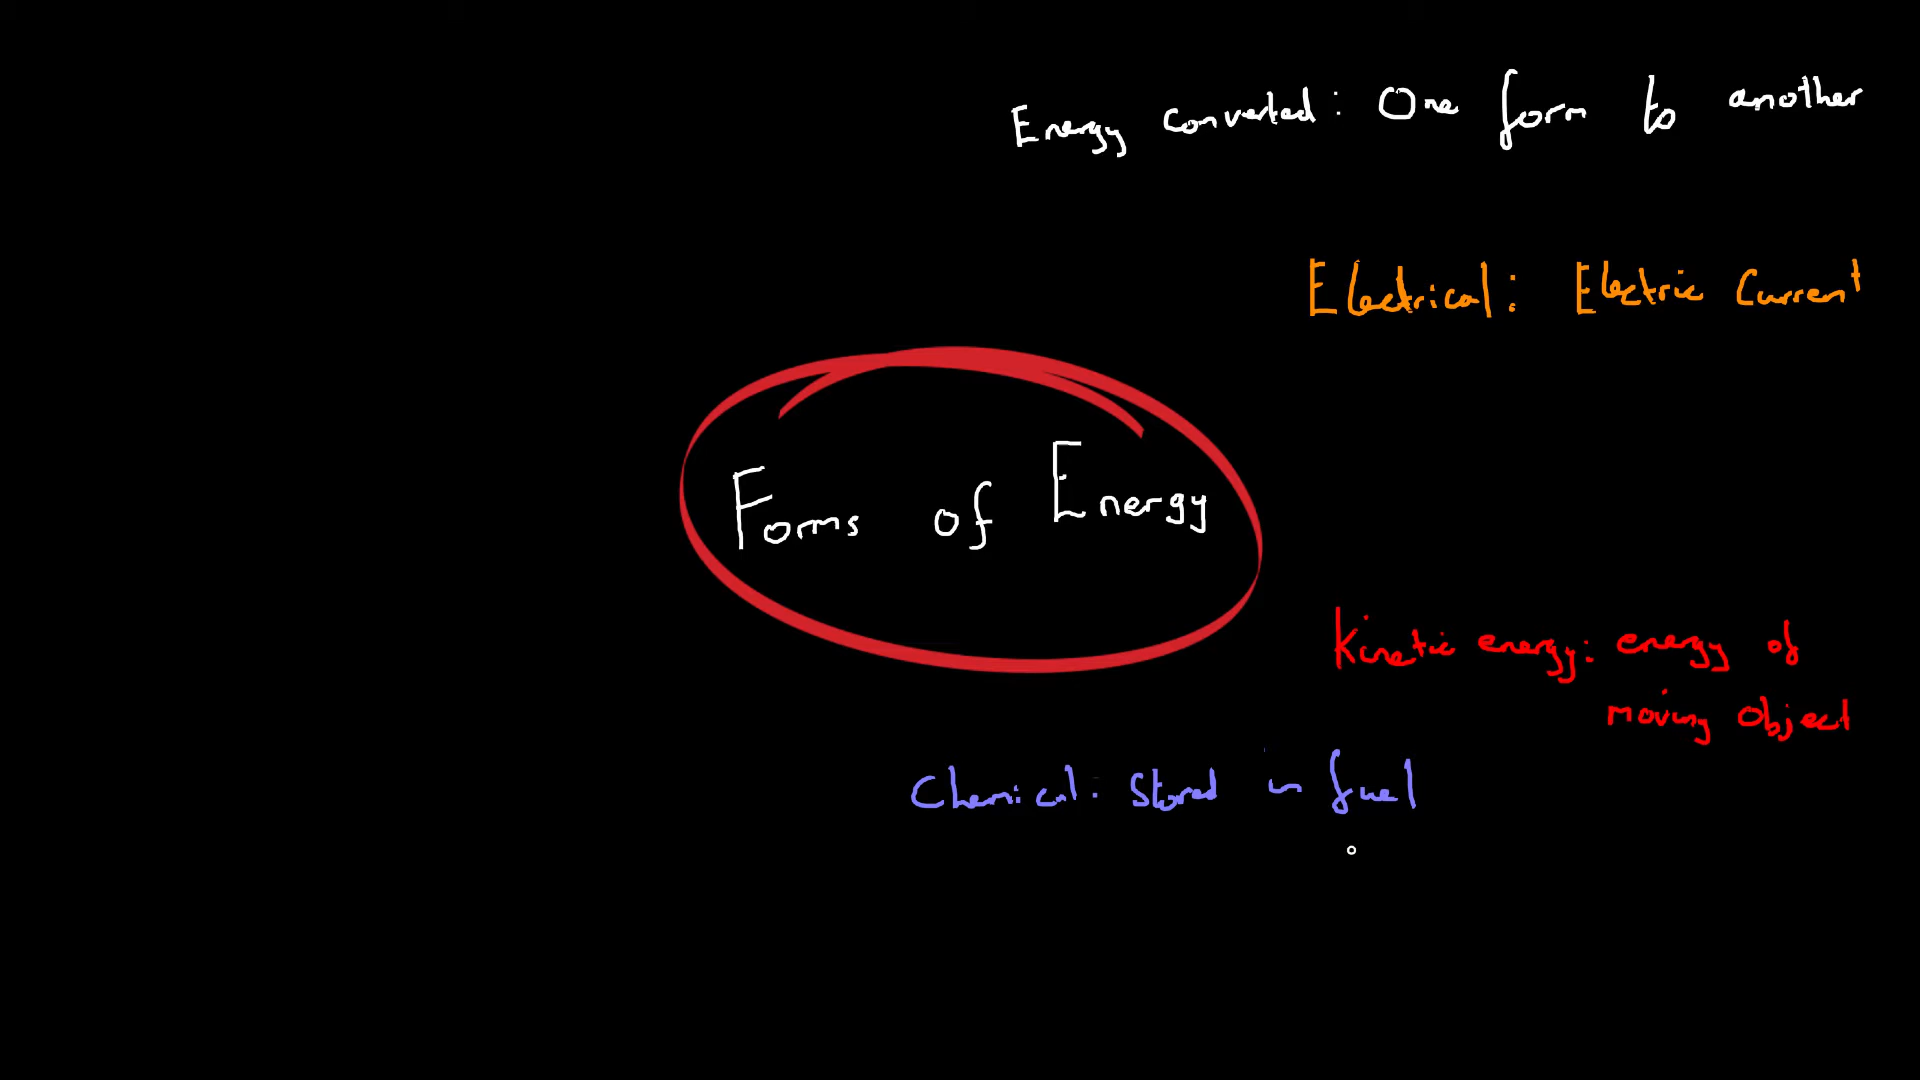 Energy converted: One form to another
Electrical: Electric Current
Forms of Energy
Kinetic energy: energy of
moving object
Chemical: Stored in fuel